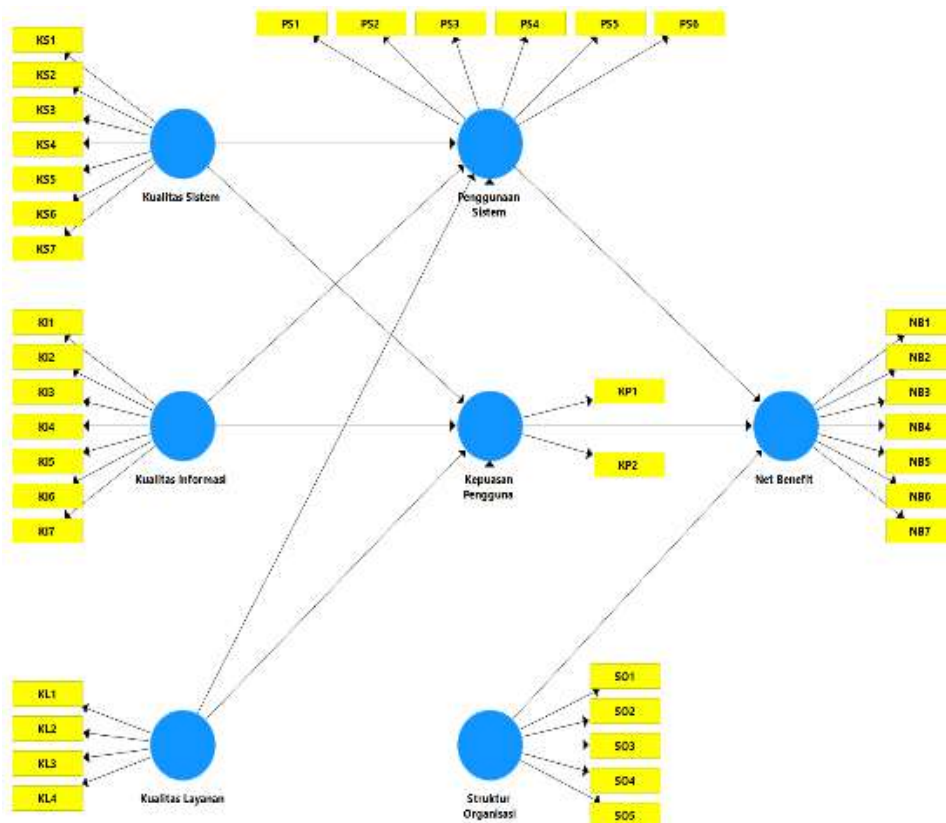 PS1
PS2
PS3
PS4
PS5
PS6
KS1
KS2
KS3
KS4
KS5
KS6
KS7
Kualitas Sistem
Penggunaan
Sistem
KI1
KI2
KI3
KI4
KI5
KI6
KI7
Kualitas Informasi
KP1
KP2
Kepuasan
Pengguna
NB1
NB2
NB3
NB4
NB5
NB6
NB7
Net Benefit
KL1
KL2
KL3
KL4
Kualitas Layanan
SO1
SO2
SO3
SO4
SO5
Struktur
Organisasi